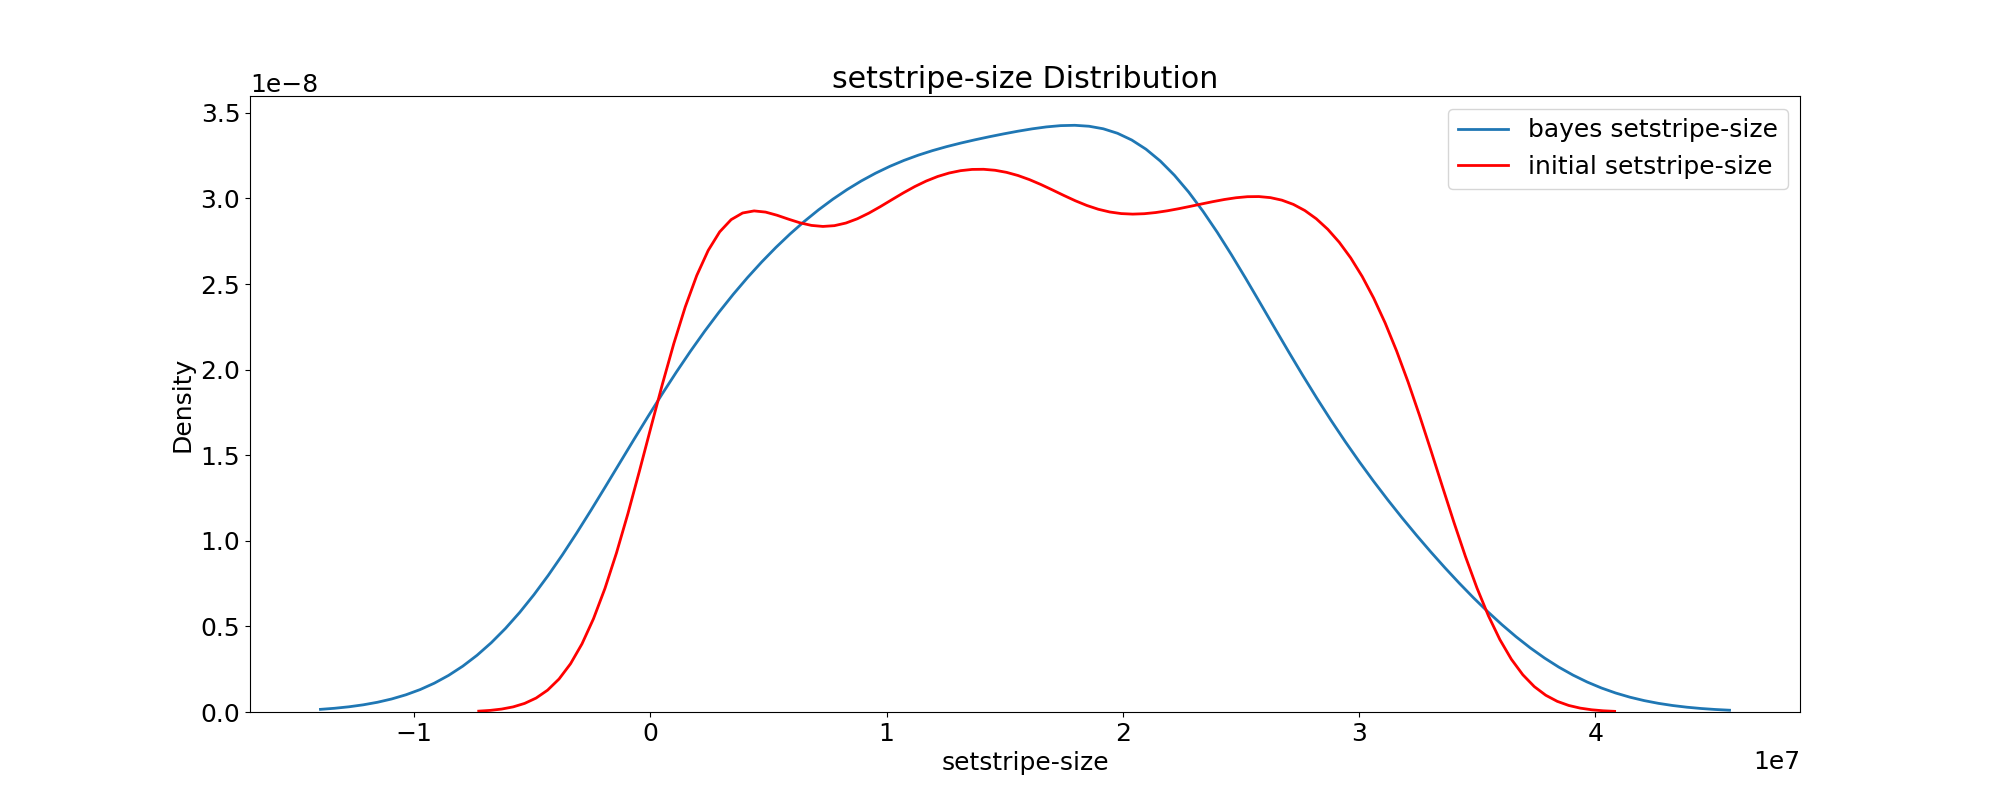 setstripe-size Distribution
1e−8
3.5
3.0
2.5
2.0
1.5
1.0
0.5
0.0
Density
bayes setstripe-size
initial setstripe-size
−1
0
1
2
3
4
setstripe-size
1e7